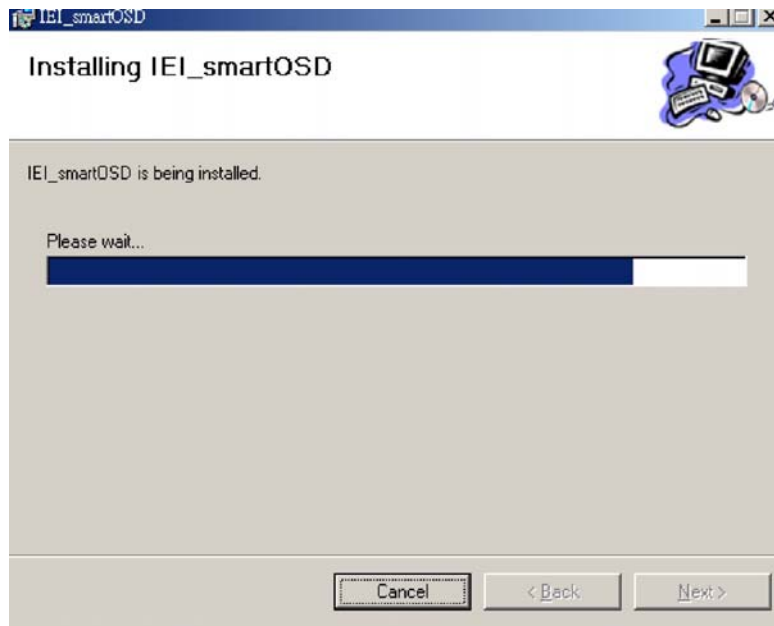 IEI_smartOSD
Installing IEI_smartOSD
IEI_smartOSD is being installed.
Please wait...
Cancel
< Back
Next >